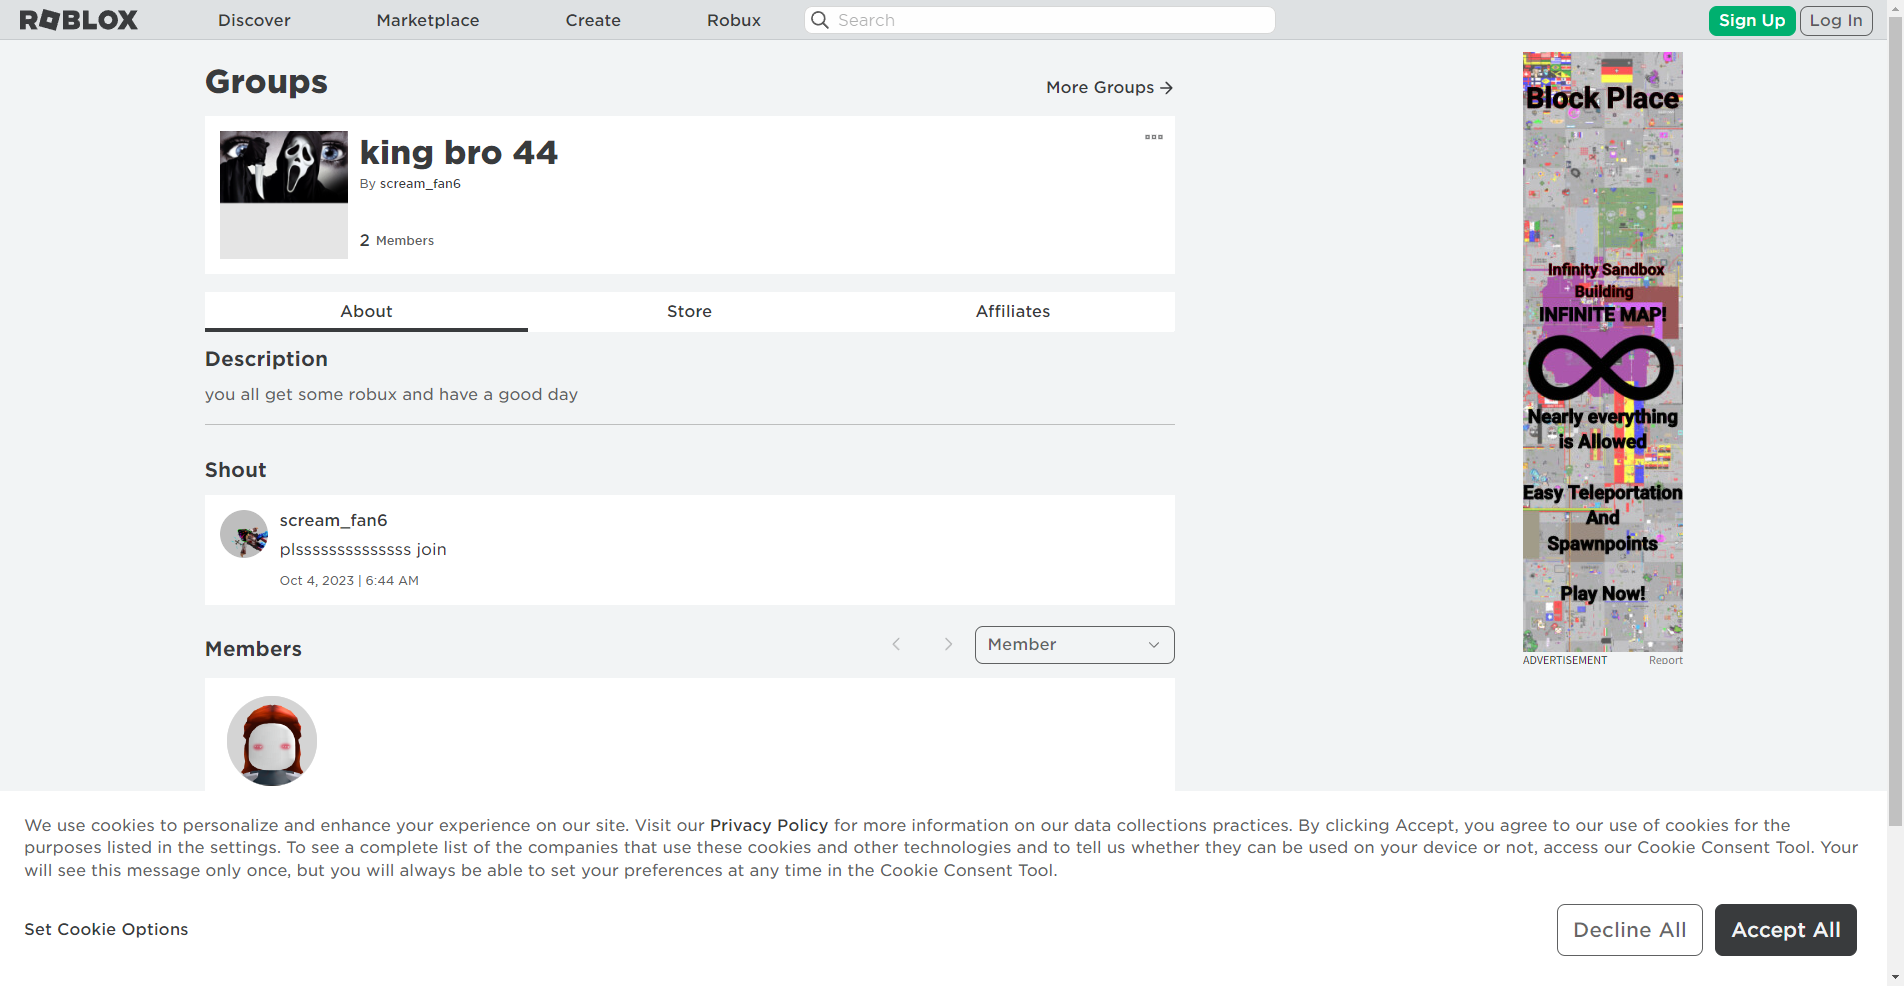 ROBLOX
Discover
Marketplace
Create
Robux
Search
Sign Up
Log In
Groups
More Groups
king bro 44
By scream_fan6
2 Members
About
Store
Affiliates
Description
you all get some robux and have a good day
Shout
scream_fan6
plssssssssssssss join
Oct 4, 2023 | 6:44 AM
Members
Member
Block Place
Infinity Sandbox
Building
INFINITE MAP!
Nearly everything
is Allowed
Easy Teleportation
And
Spawnpoints
Play Now!
ADVERTISEMENT
Report
We use cookies to personalize and enhance your experience on our site. Visit our Privacy Policy for more information on our data collections practices. By clicking Accept, you agree to our use of cookies for the
purposes listed in the settings. To see a complete list of the companies that use these cookies and other technologies and to tell us whether they can be used on your device or not, access our Cookie Consent Tool. Your
will see this message only once, but you will always be able to set your preferences at any time in the Cookie Consent Tool.
Set Cookie Options
Decline All
Accept All